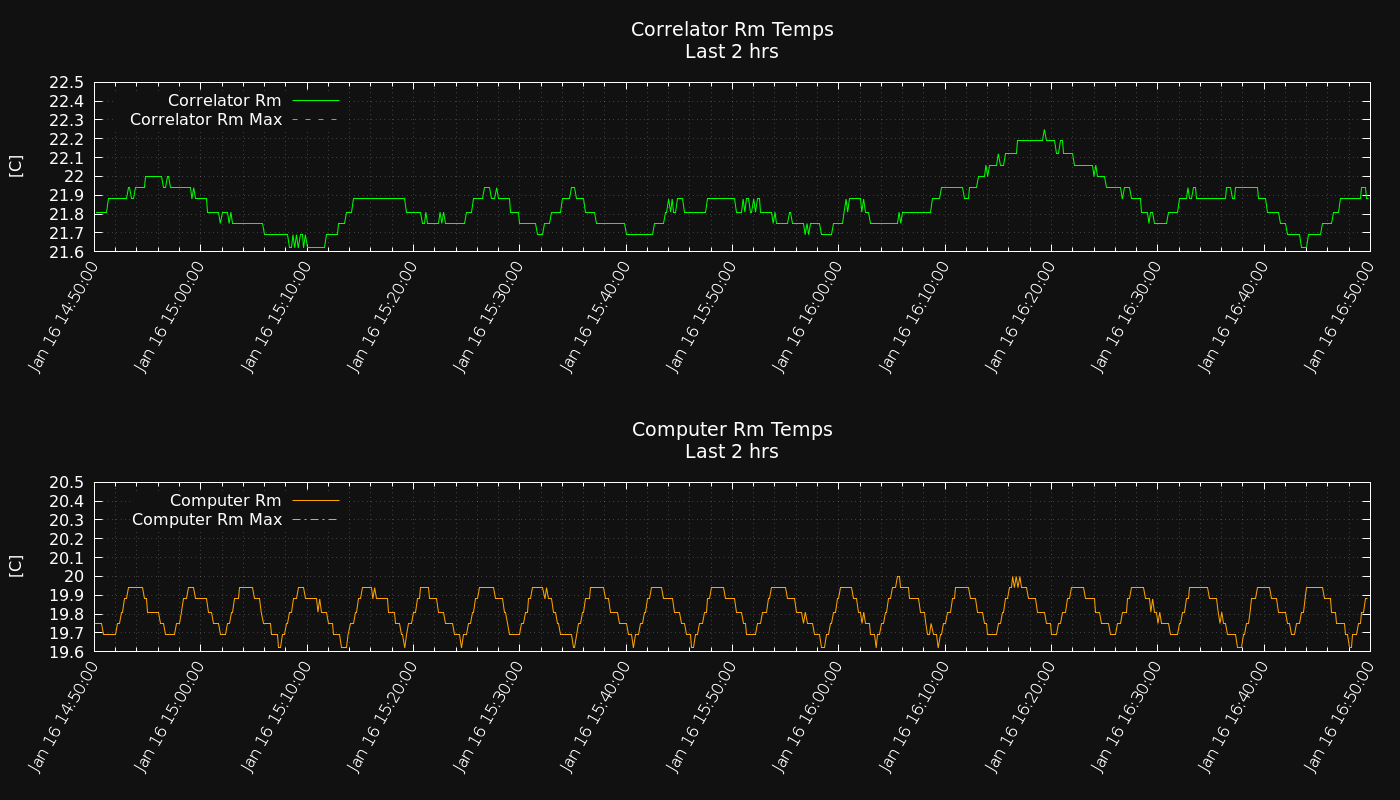 Correlator Rm Temps
Last 2 hrs
22.5
22.4
22.3
22.2
22.1
22
21.9
21.8
21.7
21.6
[C]
Correlator Rm
Correlator Rm Max
Jan 16 14:50:00
Jan 16 15:00:00
Jan 16 15:10:00
Jan 16 15:20:00
Jan 16 15:30:00
Jan 16 15:40:00
Jan 16 15:50:00
Jan 16 16:00:00
Jan 16 16:10:00
Jan 16 16:20:00
Jan 16 16:30:00
Jan 16 16:40:00
Jan 16 16:50:00
Computer Rm Temps
Last 2 hrs
20.5
20.4
20.3
20.2
20.1
20
19.9
19.8
19.7
19.6
[C]
Computer Rm
Computer Rm Max
Jan 16 14:50:00
Jan 16 15:00:00
Jan 16 15:10:00
Jan 16 15:20:00
Jan 16 15:30:00
Jan 16 15:40:00
Jan 16 15:50:00
Jan 16 16:00:00
Jan 16 16:10:00
Jan 16 16:20:00
Jan 16 16:30:00
Jan 16 16:40:00
Jan 16 16:50:00